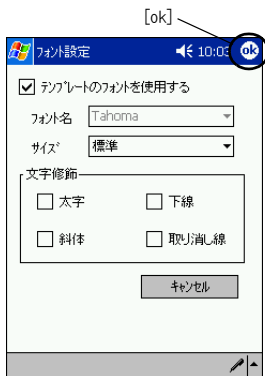 [ok]
フォント設定 10:03 ok
テンプレートのフォントを使用する
フォント名 Tahoma
サイズ 標準
文字修飾
太字 下線
斜体 取り消し線
キャンセル